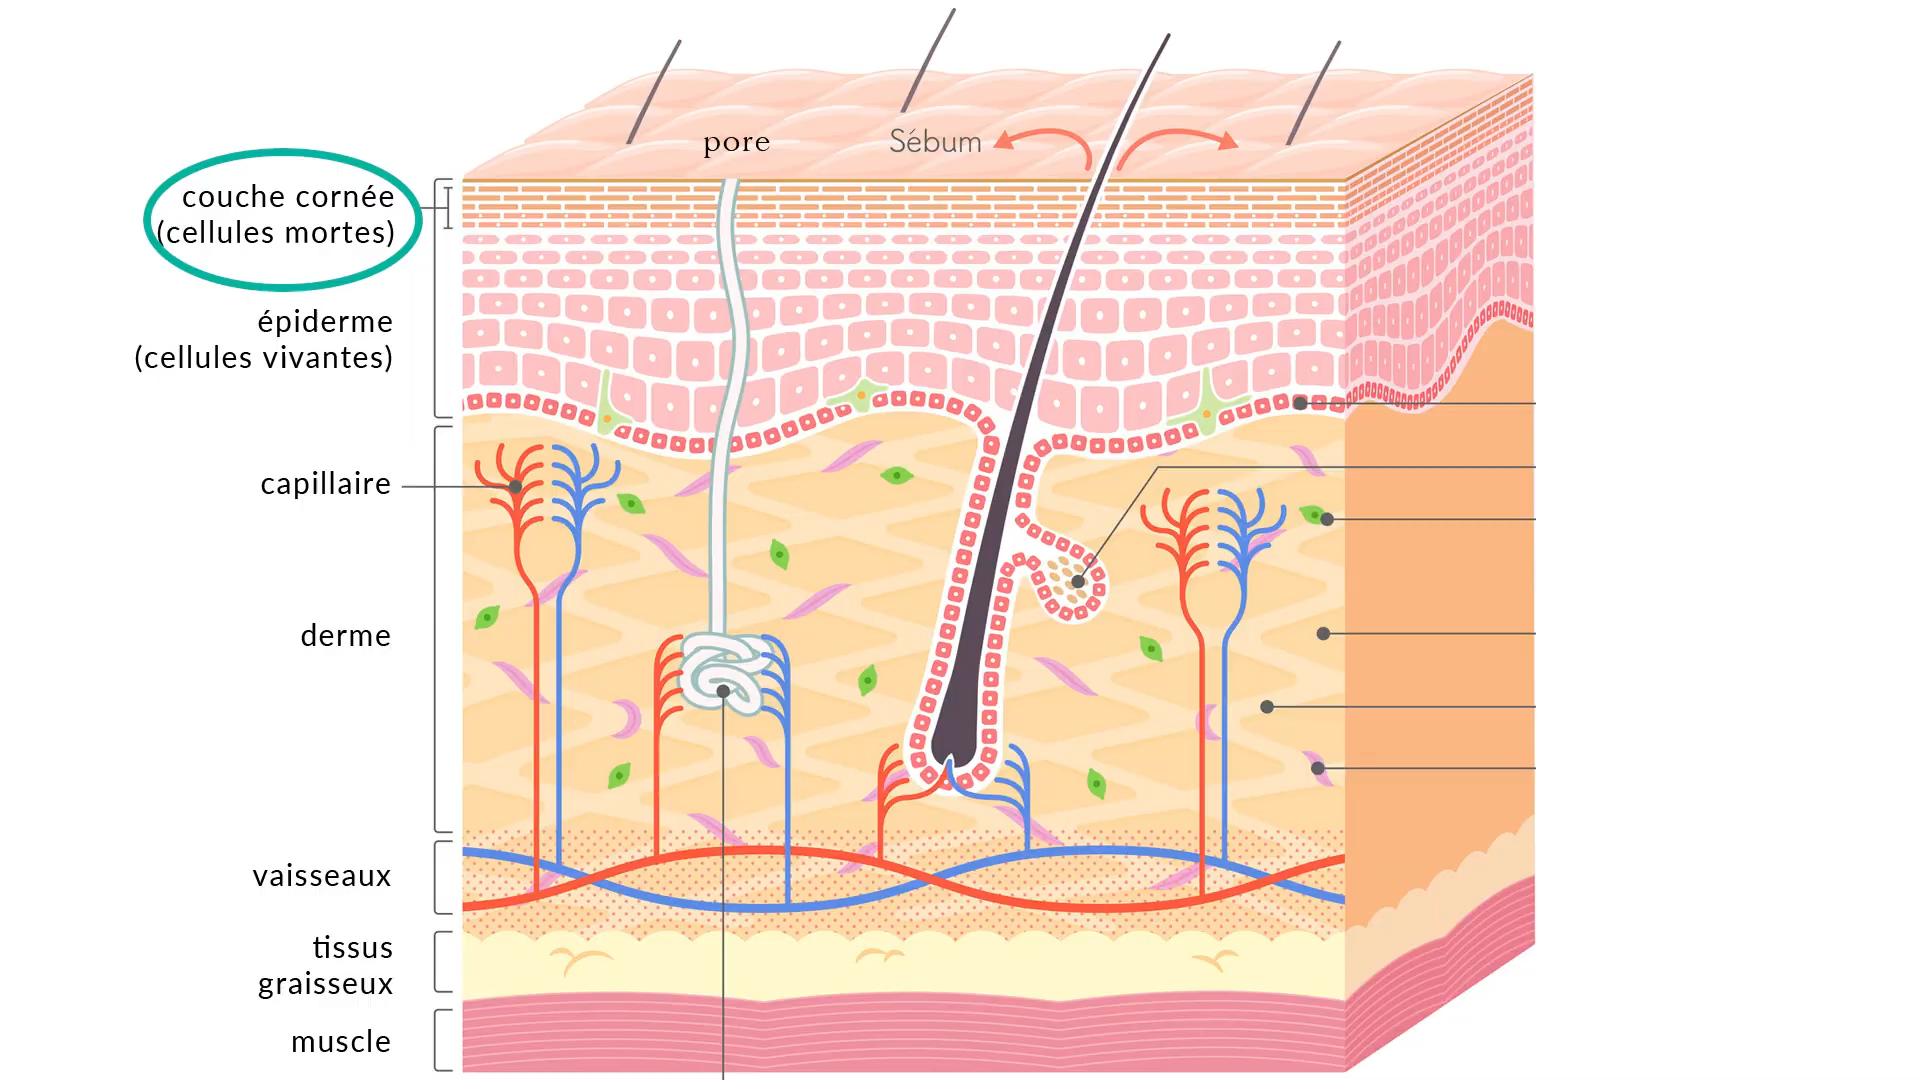 pore
Sébum
couche cornée
(cellules mortes)
épiderme
(cellules vivantes)
capillaire
derme
vaisseaux
tissus
graisseux
muscle